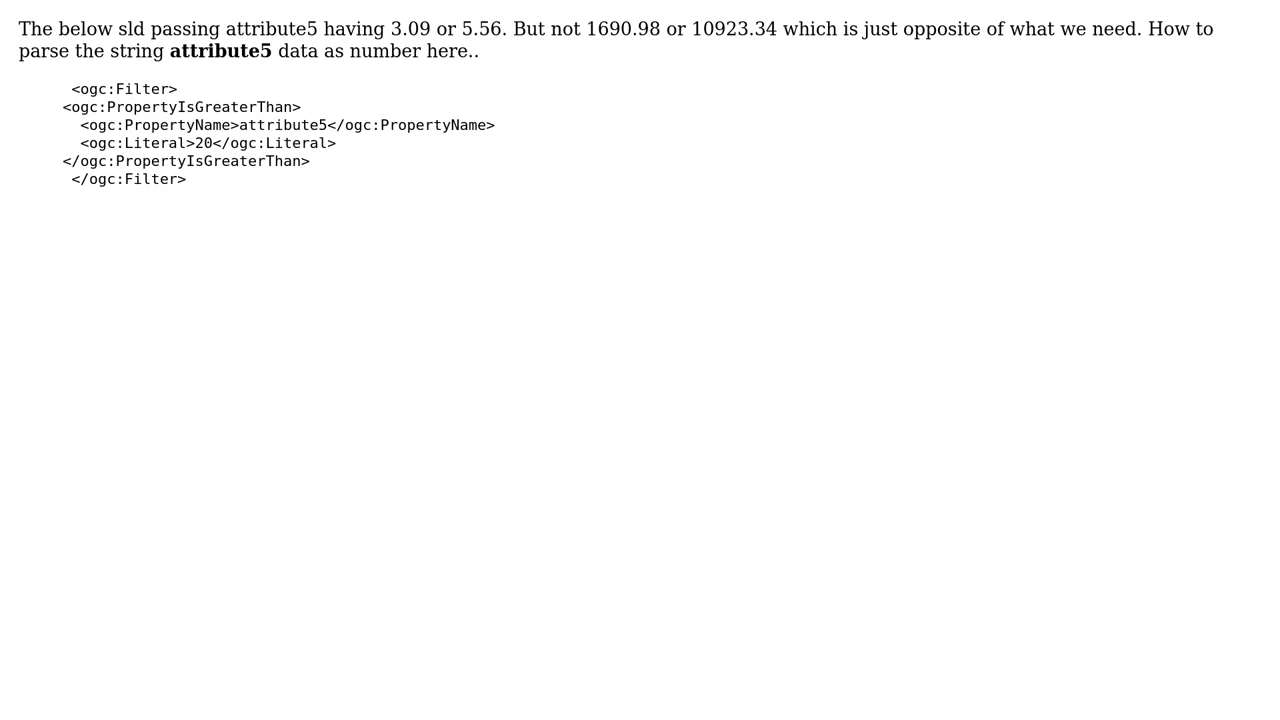 The below sld passing attribute5 having 3.09 or 5.56. But not 1690.98 or 10923.34 which is just opposite of what we need. How to
parse the string attribute5 data as number here..
<ogc:Filter>
<ogc:PropertyIsGreaterThan>
<ogc:PropertyName>attribute5</ogc:PropertyName>
<ogc:Literal>20</ogc:Literal>
</ogc:PropertyIsGreaterThan>
</ogc:Filter>